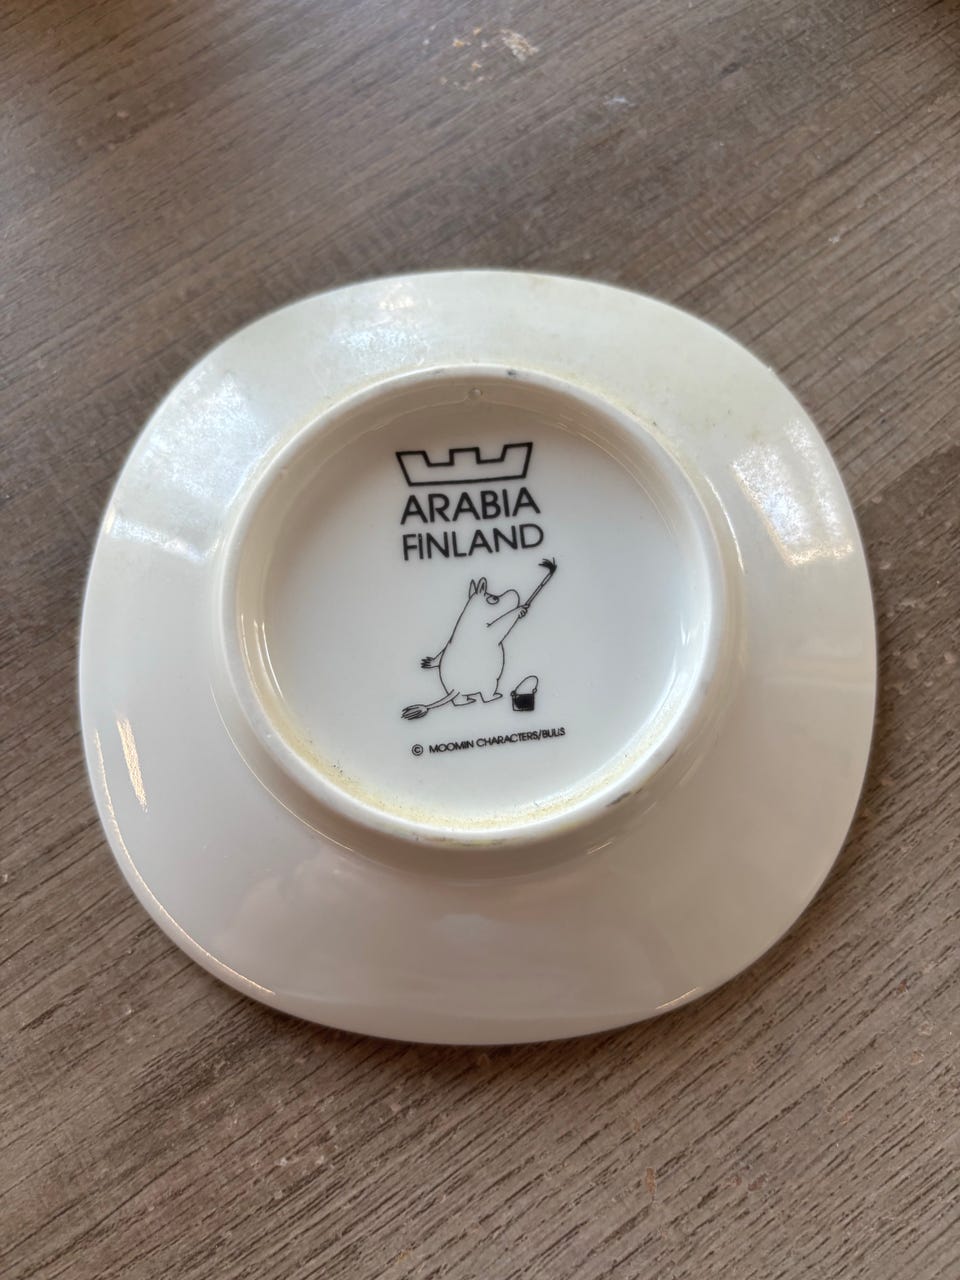 ARABIA
FINLAND
© MOOMIN CHARACTERS/BULLS